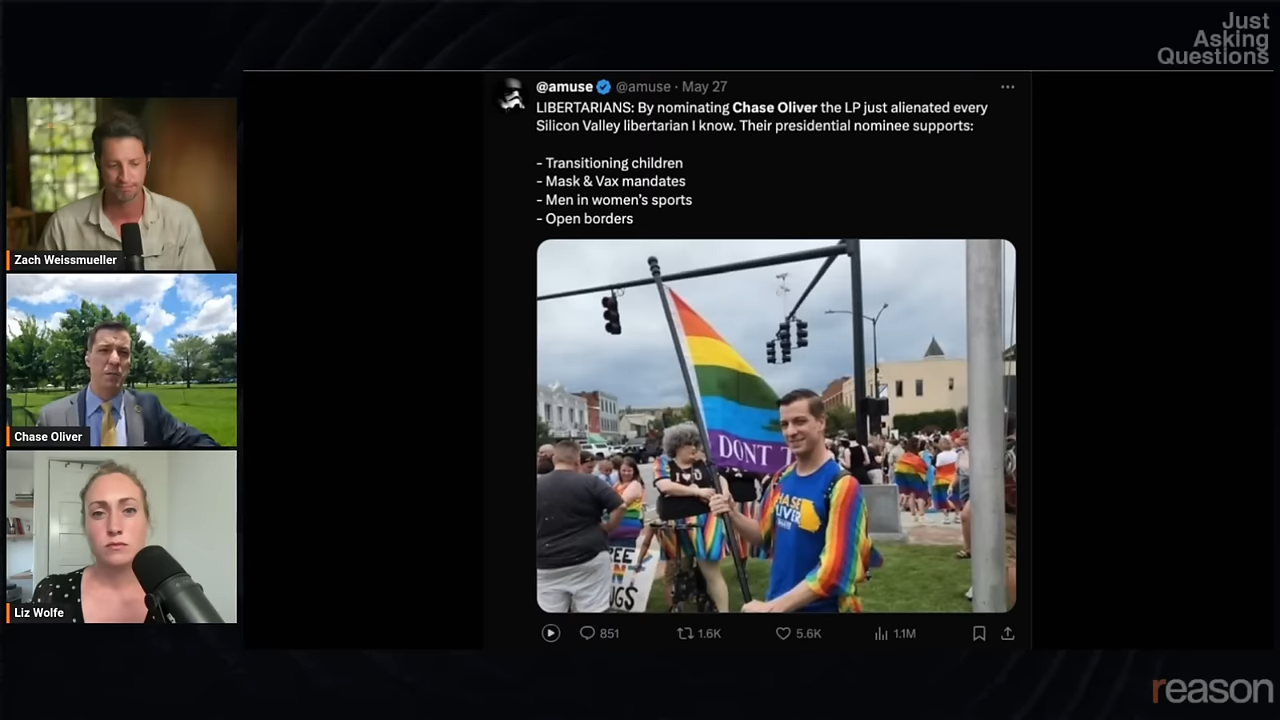 Just
Asking
Questions
@amuse @amuse · May 27
LIBERTARIANS: By nominating Chase Oliver the LP just alienated every
Silicon Valley libertarian I know. Their presidential nominee supports:
- Transitioning children
- Mask & Vax mandates
- Men in women's sports
- Open borders
DONT T
CHASE
OLIVER
I ❤
851
1.6K
5.6K
1.1M
Zach Weissmueller
Chase Oliver
Liz Wolfe
reason